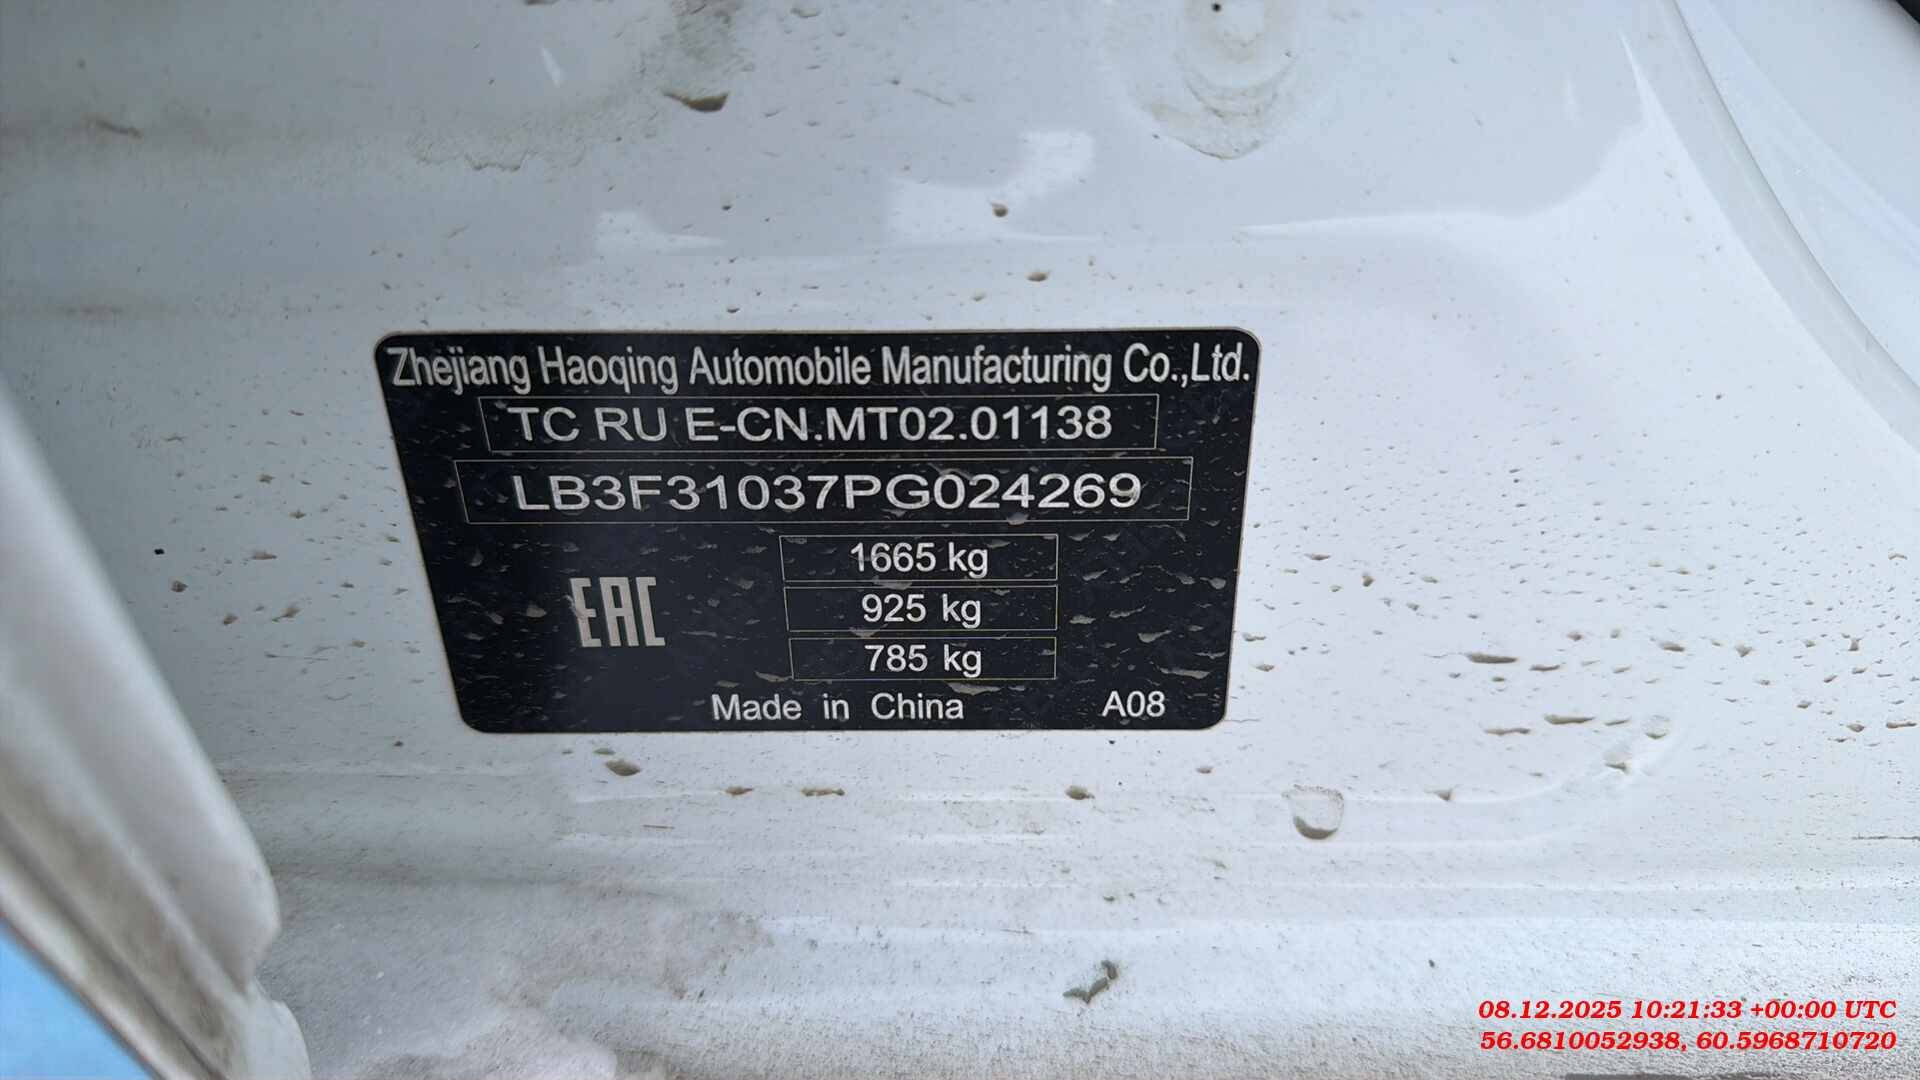 Zhejiang Haoqing Automobile Manufacturing Co.,Ltd.
TC RU E-CN.MT02.01138
LB3F31037PG024269
1665 kg
925 kg
785 kg
EAC
Made in China A08
08.12.2025 10:21:33 +00:00 UTC
56.6810052938, 60.5968710720